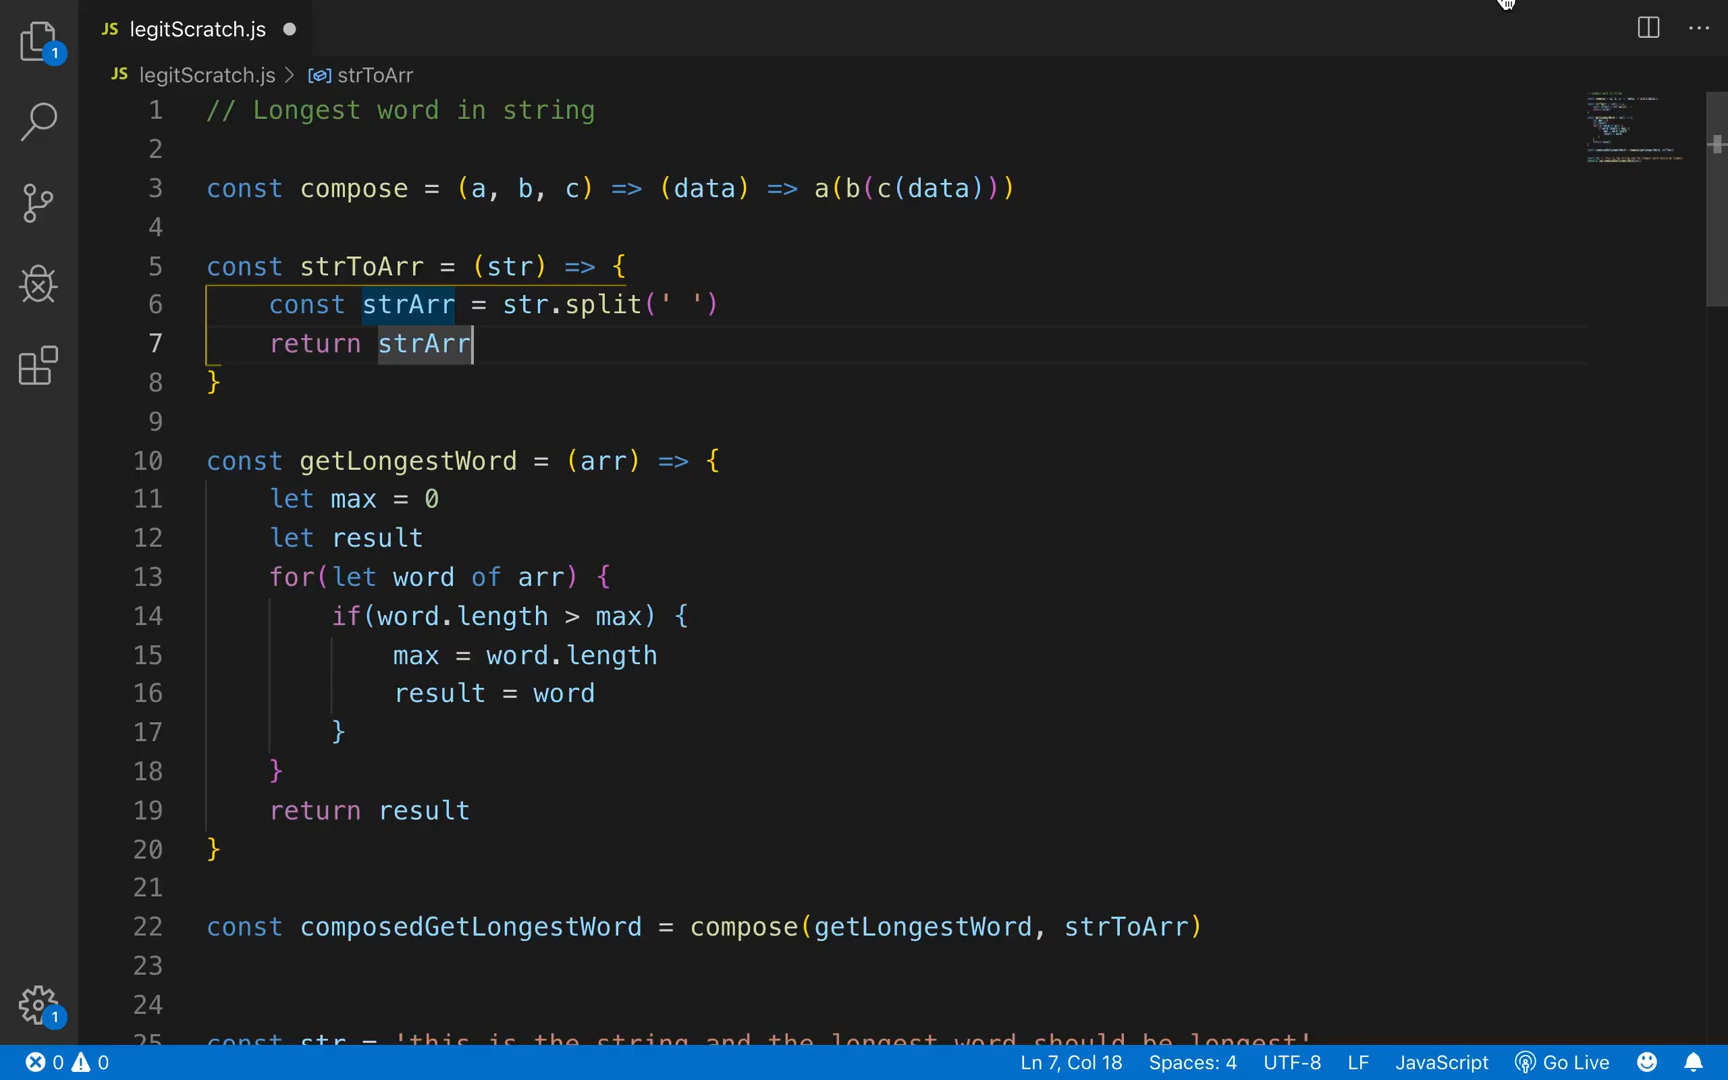 JS legitScratch.js
JS legitScratch.js > strToArr
1
1 // Longest word in string
2
3 const compose = (a, b, c) => (data) => a(b(c(data)))
4
5 const strToArr = (str) => {
6 const strArr = str.split(' ')
7 return strArr
8 }
9
10 const getLongestWord = (arr) => {
11 let max = 0
12 let result
13 for(let word of arr) {
14 if(word.length > max) {
15 max = word.length
16 result = word
17 }
18 }
19 return result
20 }
21
22 const composedGetLongestWord = compose(getLongestWord, strToArr)
23
24
25 const str = 'this is the string and the longest word should be longest'
1
0 0 Ln 7, Col 18 Spaces: 4 UTF-8 LF JavaScript Go Live